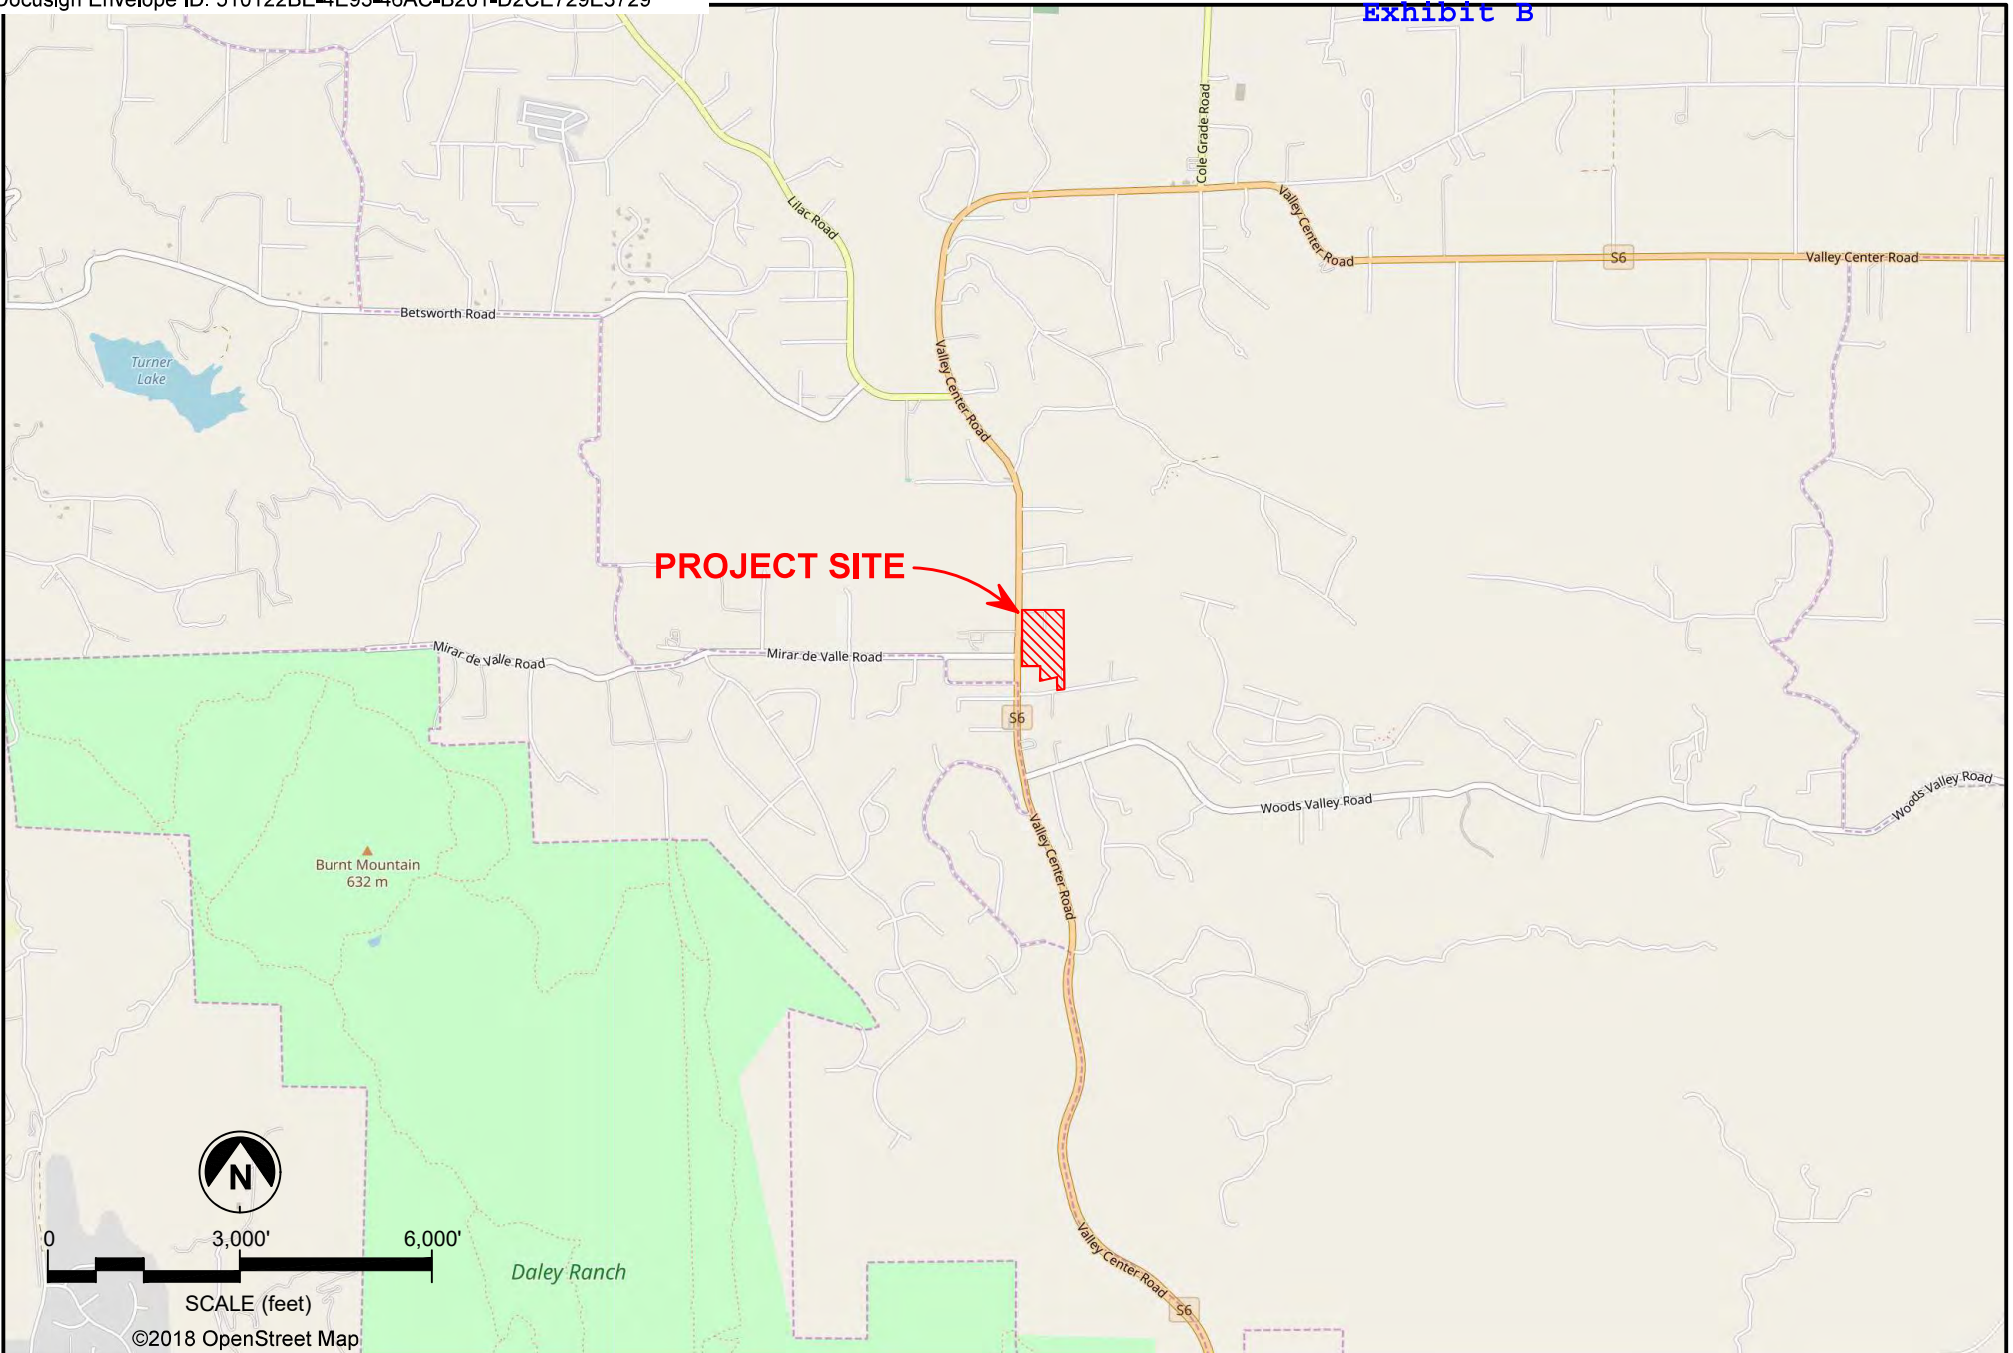 Exhibit B
Cole Grade Road
Lilac Road
Valley Center Road
S6
Valley Center Road
Betsworth Road
Turner
Lake
Valley Center Road
PROJECT SITE
Mirar de Valle Road
Mirar de Valle Road
S6
Woods Valley Road
Woods Valley Road
Valley Center Road
Burnt Mountain
632 m
N
0 3,000' 6,000'
SCALE (feet)
©2018 OpenStreet Map
Daley Ranch
Valley Center Road
S6